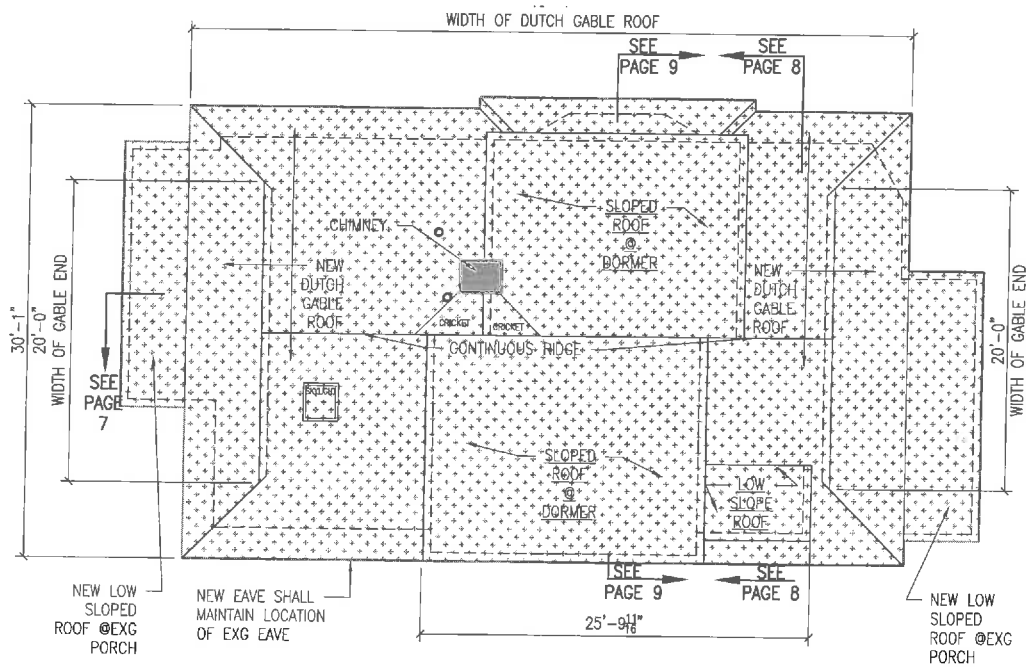 WIDTH OF DUTCH GABLE ROOF
SEE
PAGE 9
SEE
PAGE 8
CHIMNEY
SLOPED
ROOF
@
DORMER
NEW
DUTCH
GABLE
ROOF
NEW
DUTCH
GABLE
ROOF
WIDTH OF GABLE END
20'-0"
30'-1"
20'-0"
WIDTH OF GABLE END
CRICKET
CRICKET
CONTINUOUS RIDGE
SEE
PAGE
7
SLOPED
ROOF
@
DORMER
LOW
SLOPE
ROOF
SEE
PAGE 9
SEE
PAGE 8
NEW LOW
SLOPED
ROOF @EXG
PORCH
NEW EAVE SHALL
MAINTAIN LOCATION
OF EXG EAVE
25'-9 11/16"
NEW LOW
SLOPED
ROOF @EXG
PORCH